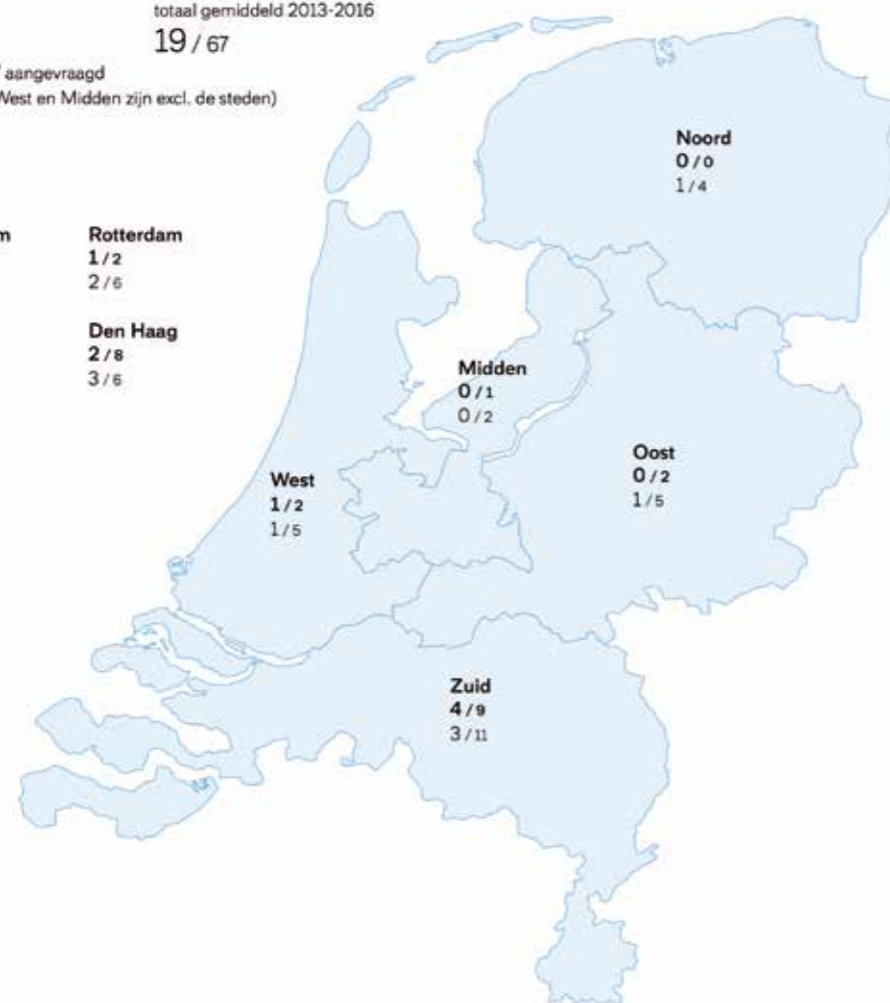 totaal gemiddeld 2013-2016
19 / 67
aangevraagd
West en Midden zijn excl. de steden)
Noord
0 / 0
1 / 4
m
Rotterdam
1 / 2
2 / 6
Den Haag
2 / 8
3 / 6
Midden
0 / 1
0 / 2
Oost
0 / 2
1 / 5
West
1 / 2
1 / 5
Zuid
4 / 9
3 / 11